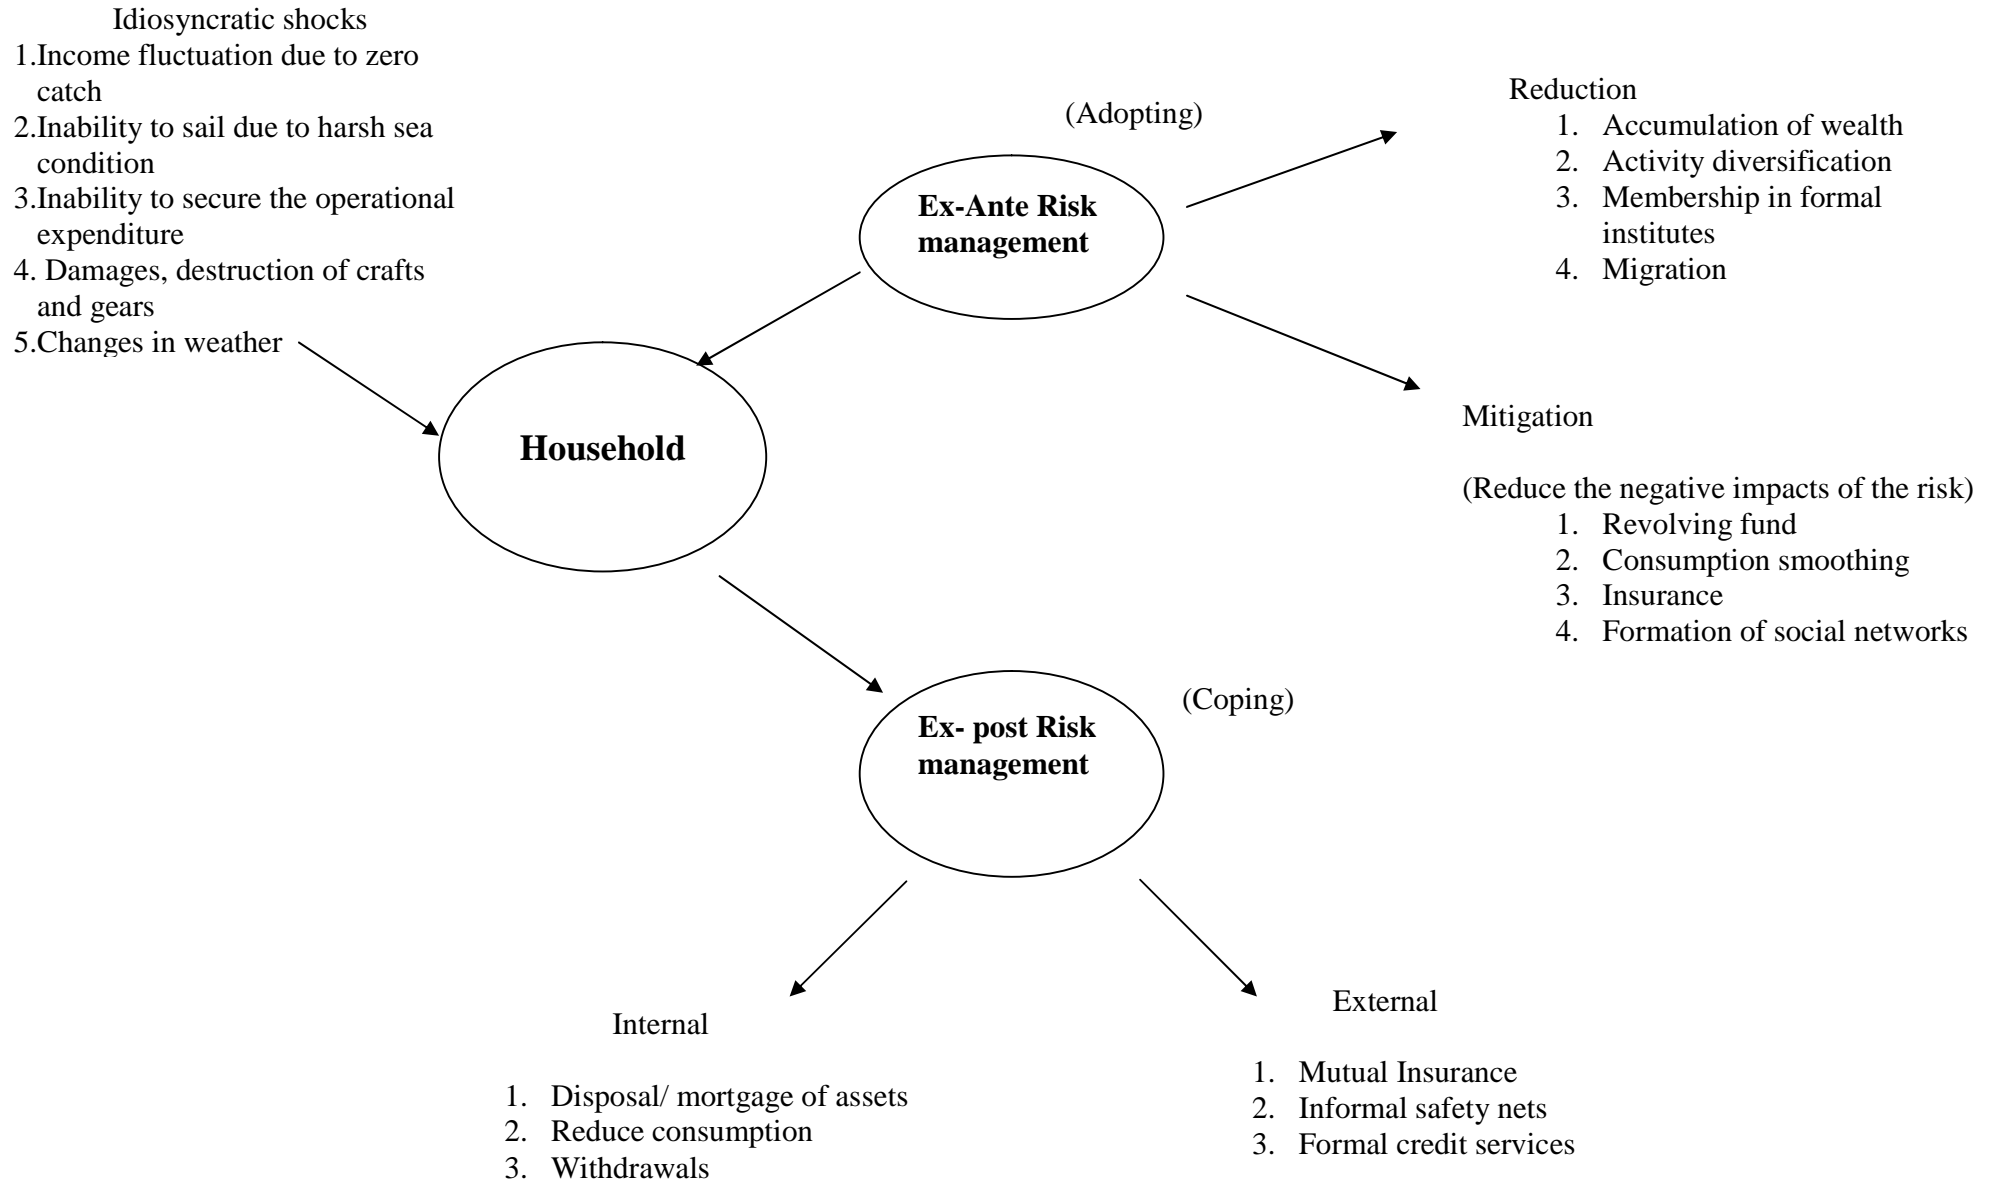 Idiosyncratic shocks
1.Income fluctuation due to zero
catch
2.Inability to sail due to harsh sea
condition
3.Inability to secure the operational
expenditure
4. Damages, destruction of crafts
and gears
5.Changes in weather
(Adopting)
Ex-Ante Risk
management
Reduction
1. Accumulation of wealth
2. Activity diversification
3. Membership in formal
institutes
4. Migration
Household
Mitigation
(Reduce the negative impacts of the risk)
1. Revolving fund
2. Consumption smoothing
3. Insurance
4. Formation of social networks
(Coping)
Ex- post Risk
management
Internal
1. Disposal/ mortgage of assets
2. Reduce consumption
3. Withdrawals
External
1. Mutual Insurance
2. Informal safety nets
3. Formal credit services